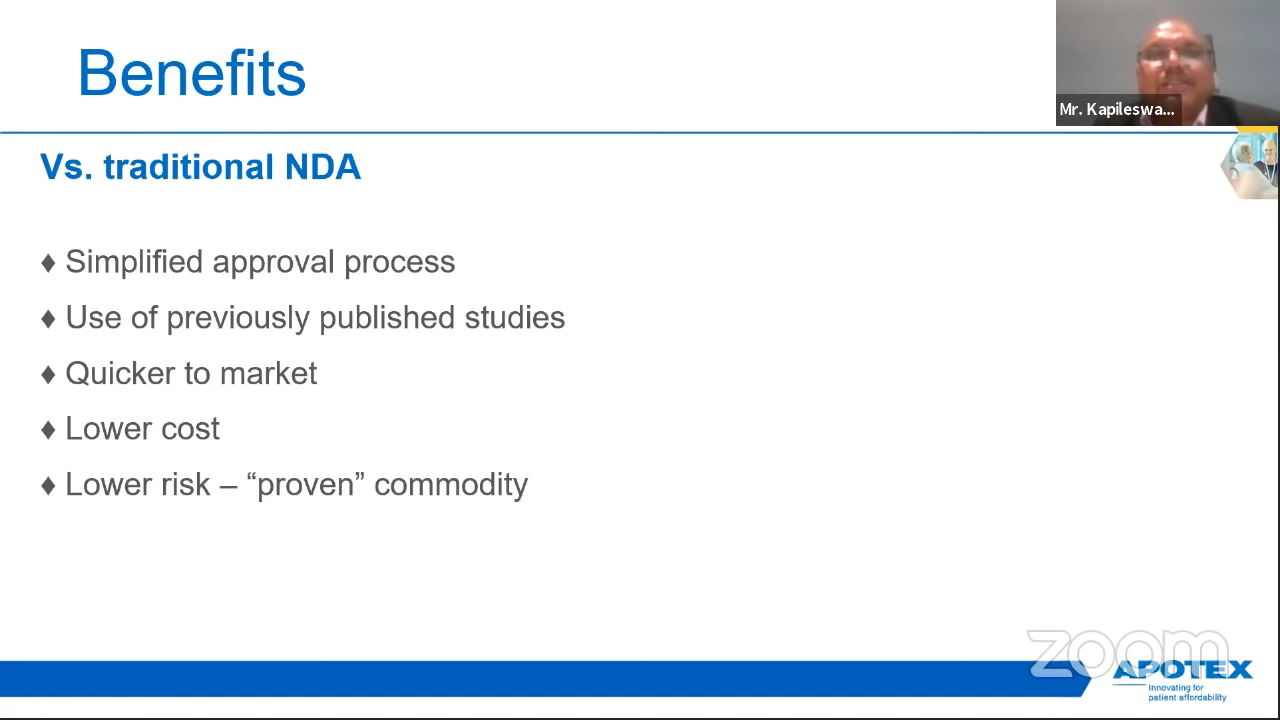 Benefits
Mr. Kapileswa...
Vs. traditional NDA
♦ Simplified approval process
♦ Use of previously published studies
♦ Quicker to market
♦ Lower cost
♦ Lower risk – “proven” commodity
zoom
APOTEX
Innovating for
patient affordability